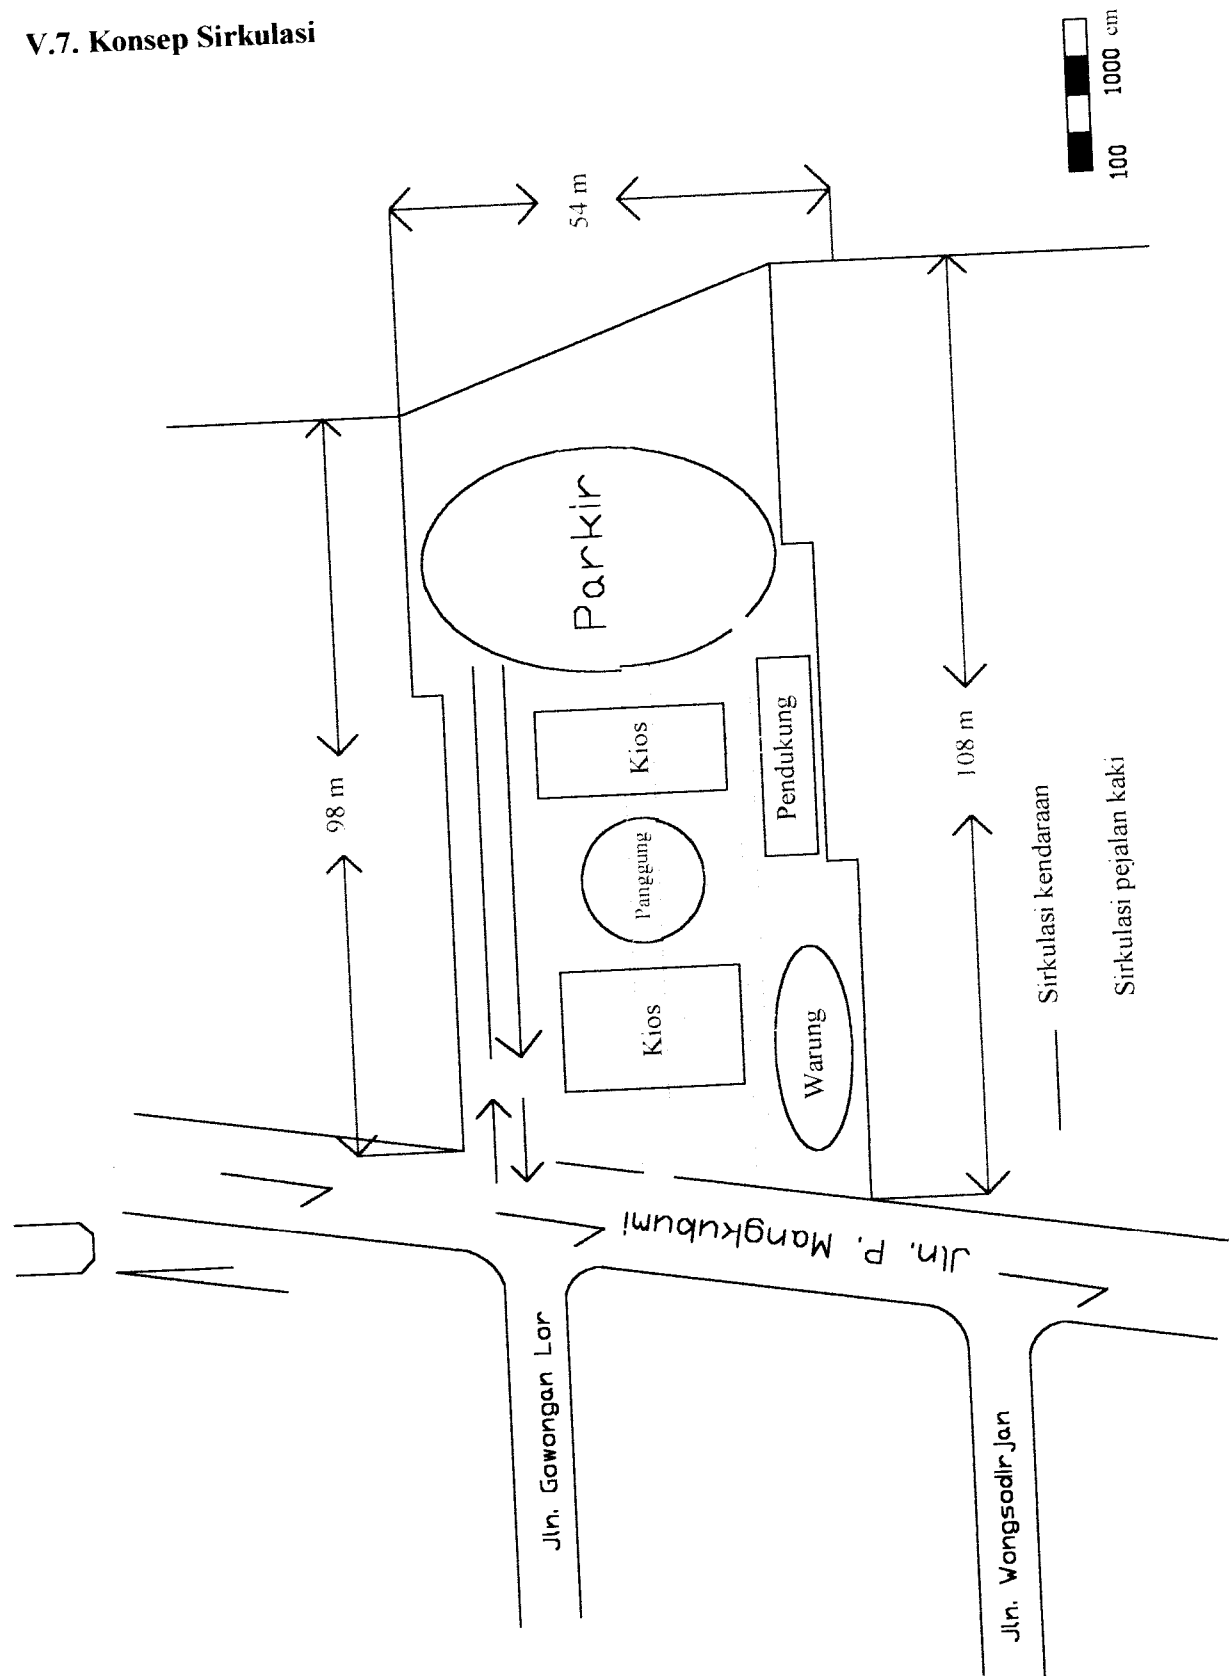 V.7. Konsep Sirkulasi
100 1000 cm
54 m
98 m
Parkir
Kios
Pendukung
Panggung
Kios
Warung
108 m
Sirkulasi kendaraan
Sirkulasi pejalan kaki
Jln. P. Mangkubumi
Jln. Gowongan Lor
Jln. Wongsodirjan